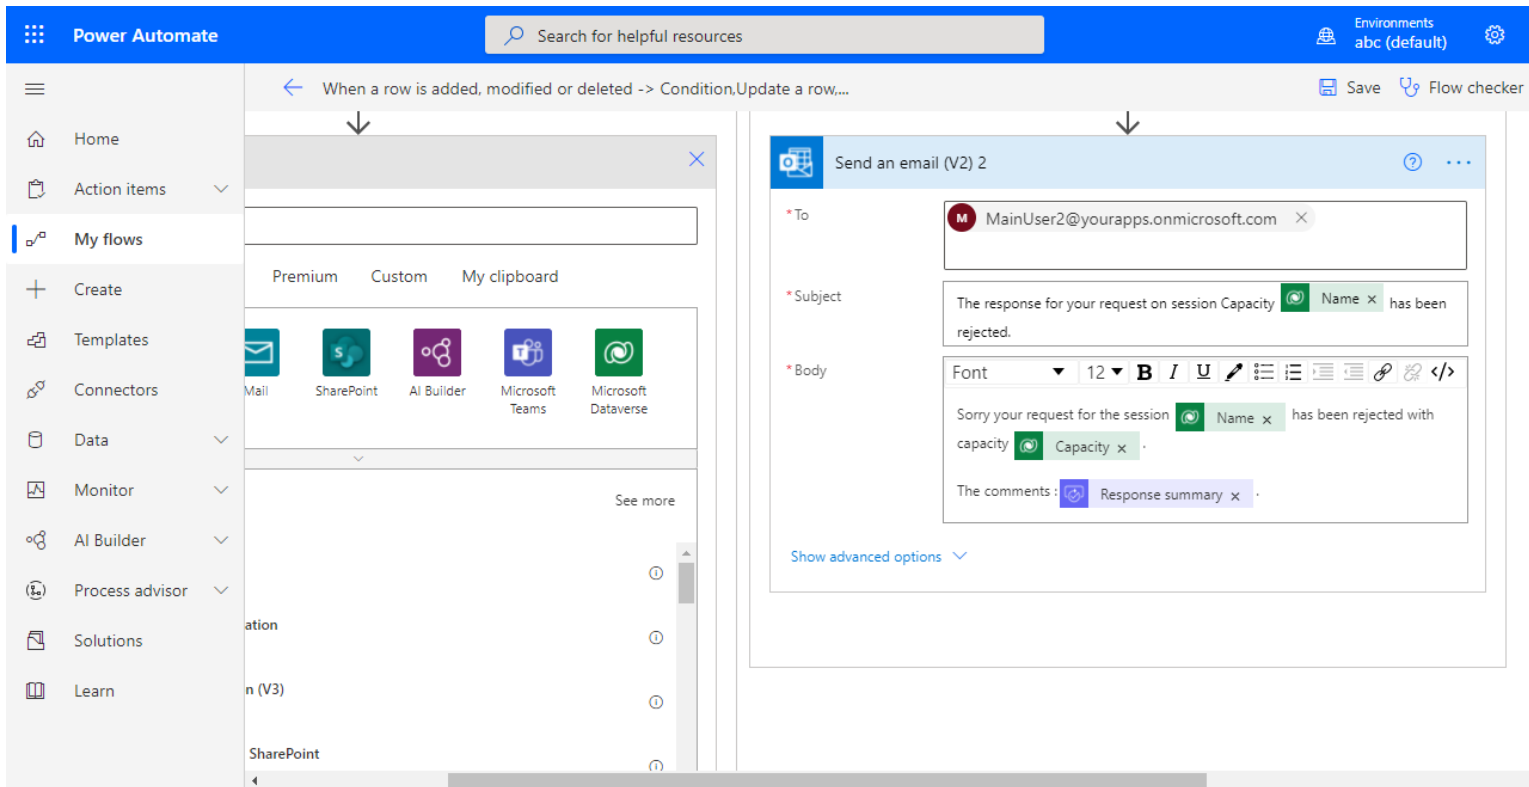 Power Automate
Search for helpful resources
Environments
abc (default)
When a row is added, modified or deleted -> Condition,Update a row,...
Save
Flow checker
Home
Action items
My flows
Create
Templates
Connectors
Data
Monitor
AI Builder
Process advisor
Solutions
Learn
Premium
Custom
My clipboard
Mail
SharePoint
AI Builder
Microsoft
Teams
Microsoft
Dataverse
See more
ation
n (V3)
SharePoint
Send an email (V2) 2
* To
M MainUser2@yourapps.onmicrosoft.com
* Subject
The response for your request on session Capacity Name × has been
rejected.
* Body
Font 12 B I U </>
Sorry your request for the session Name × has been rejected with
capacity Capacity × .
The comments : Response summary × .
Show advanced options